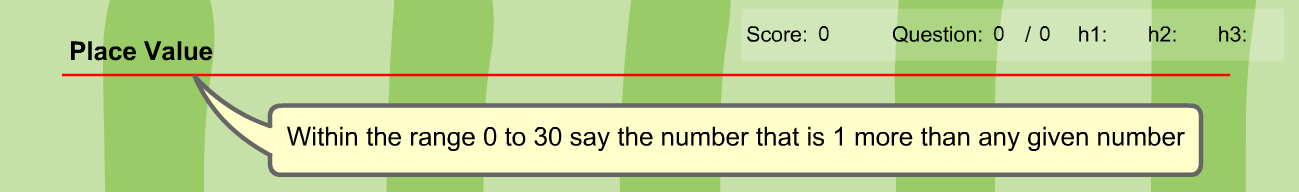 Score: 0 Question: 0 / 0 h1: h2: h3:
Place Value
Within the range 0 to 30 say the number that is 1 more than any given number